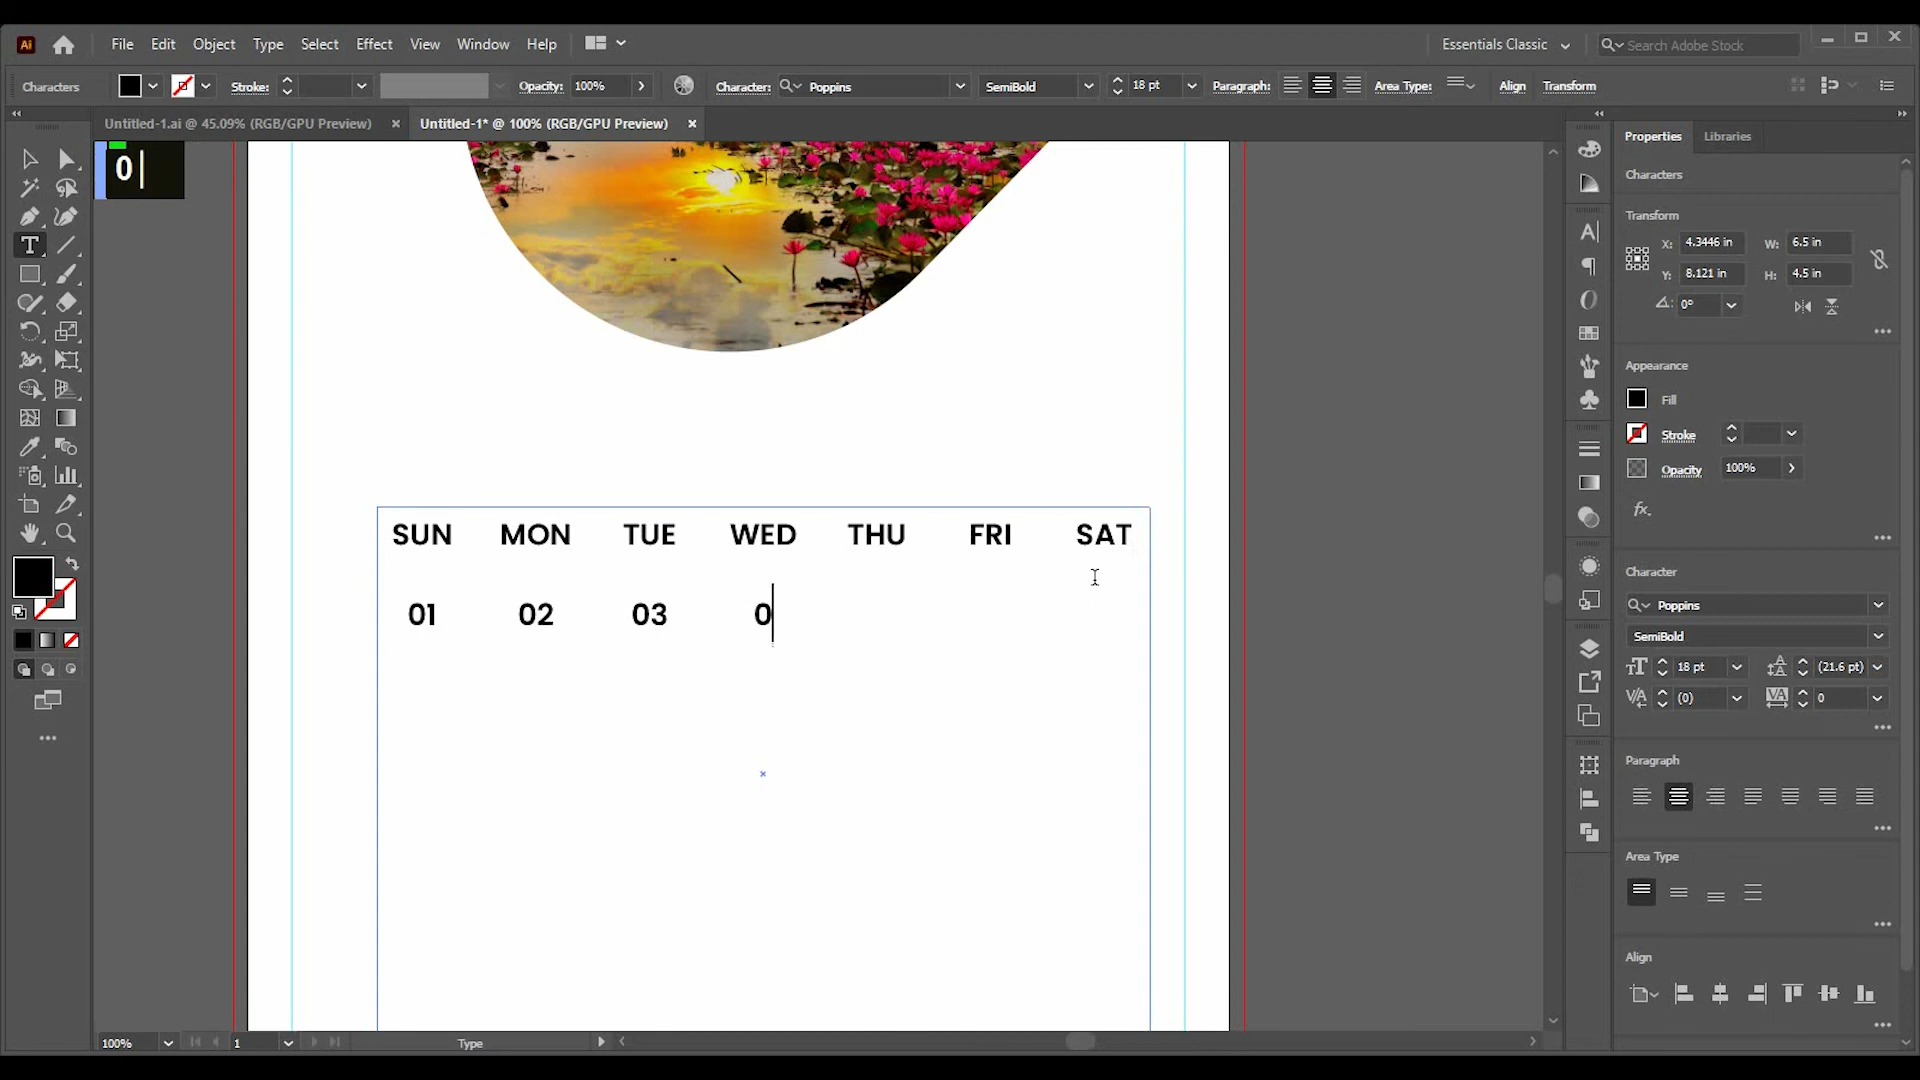 Ai File Edit Object Type Select Effect View Window Help Essentials Classic Search Adobe Stock
Characters Stroke: Opacity: 100% Character: Poppins SemiBold 18 pt Paragraph: Area Type: Align Transform
Untitled-1.ai @ 45.09% (RGB/GPU Preview) × Untitled-1* @ 100% (RGB/GPU Preview) ×
Properties Libraries
0
Characters
Transform
X: 4.3446 in W: 6.5 in
Y: 8.121 in H: 4.5 in
0°
Appearance
Fill
Stroke
Opacity 100%
fx.
SUN MON TUE WED THU FRI SAT
01 02 03 0
Character
Poppins
SemiBold
18 pt (21.6 pt)
(0) 0
Paragraph
Area Type
Align
100% 1 Type